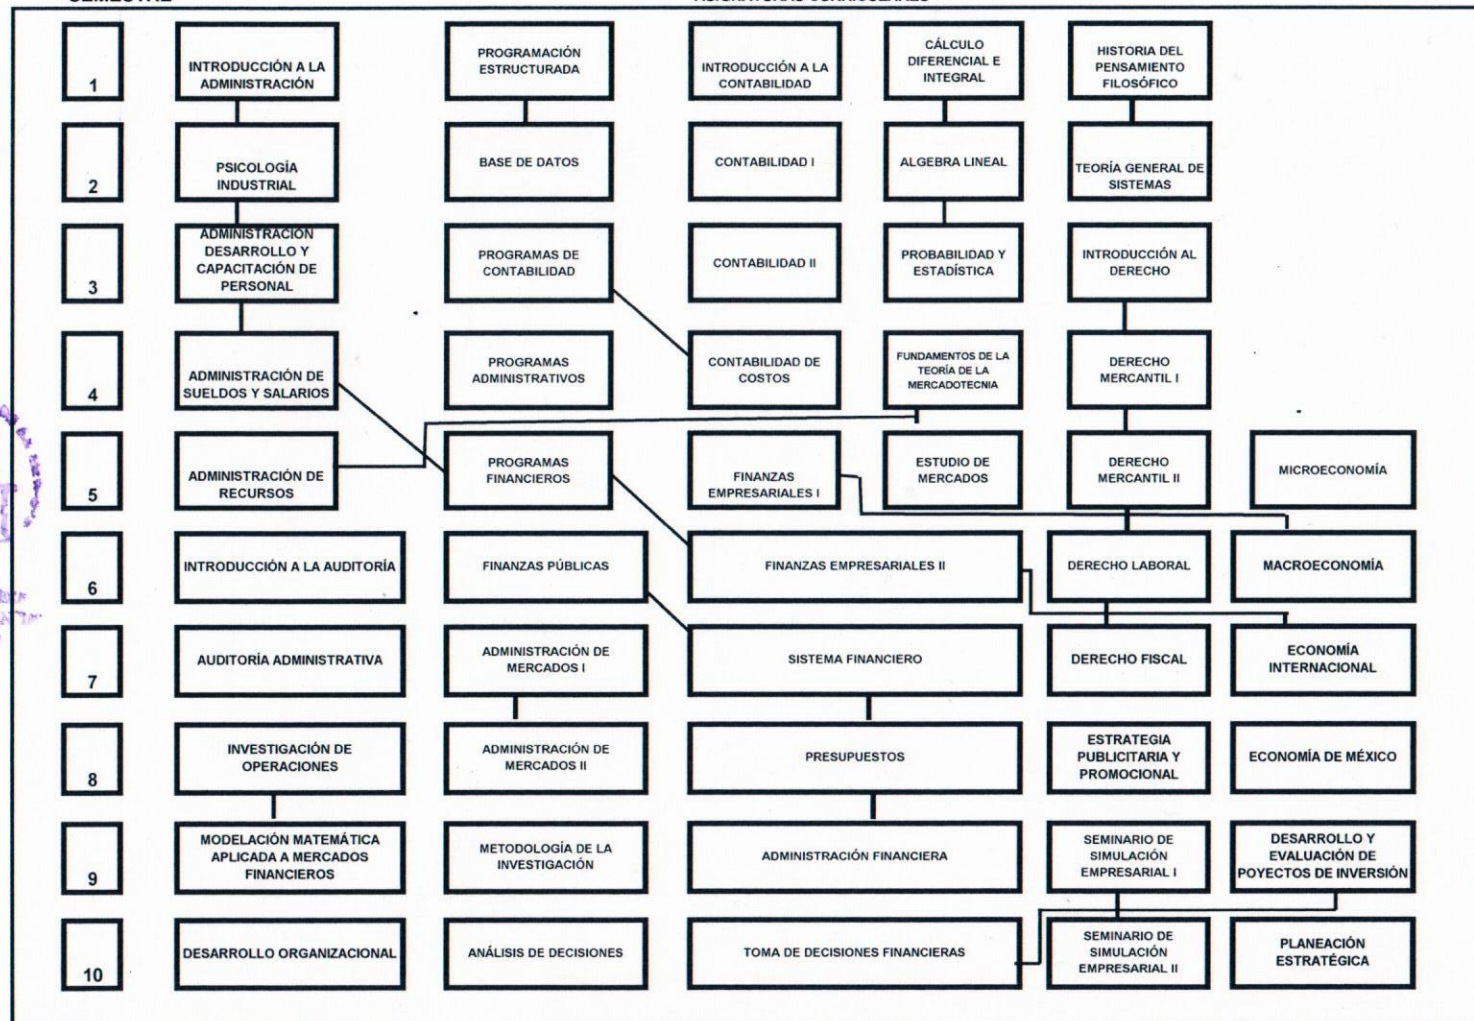 1
INTRODUCCIÓN A LA
ADMINISTRACIÓN
PROGRAMACIÓN
ESTRUCTURADA
INTRODUCCIÓN A LA
CONTABILIDAD
CÁLCULO
DIFERENCIAL E
INTEGRAL
HISTORIA DEL
PENSAMIENTO
FILOSÓFICO
2
PSICOLOGÍA
INDUSTRIAL
BASE DE DATOS
CONTABILIDAD I
ALGEBRA LINEAL
TEORÍA GENERAL DE
SISTEMAS
3
ADMINISTRACIÓN
DESARROLLO Y
CAPACITACIÓN DE
PERSONAL
PROGRAMAS DE
CONTABILIDAD
CONTABILIDAD II
PROBABILIDAD Y
ESTADÍSTICA
INTRODUCCIÓN AL
DERECHO
4
ADMINISTRACIÓN DE
SUELDOS Y SALARIOS
PROGRAMAS
ADMINISTRATIVOS
CONTABILIDAD DE
COSTOS
FUNDAMENTOS DE LA
TEORÍA DE LA
MERCADOTECNIA
DERECHO
MERCANTIL I
5
ADMINISTRACIÓN DE
RECURSOS
PROGRAMAS
FINANCIEROS
FINANZAS
EMPRESARIALES I
ESTUDIO DE
MERCADOS
DERECHO
MERCANTIL II
MICROECONOMÍA
6
INTRODUCCIÓN A LA AUDITORÍA
FINANZAS PÚBLICAS
FINANZAS EMPRESARIALES II
DERECHO LABORAL
MACROECONOMÍA
7
AUDITORÍA ADMINISTRATIVA
ADMINISTRACIÓN DE
MERCADOS I
SISTEMA FINANCIERO
DERECHO FISCAL
ECONOMÍA
INTERNACIONAL
8
INVESTIGACIÓN DE
OPERACIONES
ADMINISTRACIÓN DE
MERCADOS II
PRESUPUESTOS
ESTRATEGIA
PUBLICITARIA Y
PROMOCIONAL
ECONOMÍA DE MÉXICO
9
MODELACIÓN MATEMÁTICA
APLICADA A MERCADOS
FINANCIEROS
METODOLOGÍA DE LA
INVESTIGACIÓN
ADMINISTRACIÓN FINANCIERA
SEMINARIO DE
SIMULACIÓN
EMPRESARIAL I
DESARROLLO Y
EVALUACIÓN DE
POYECTOS DE INVERSIÓN
10
DESARROLLO ORGANIZACIONAL
ANÁLISIS DE DECISIONES
TOMA DE DECISIONES FINANCIERAS
SEMINARIO DE
SIMULACIÓN
EMPRESARIAL II
PLANEACIÓN
ESTRATÉGICA